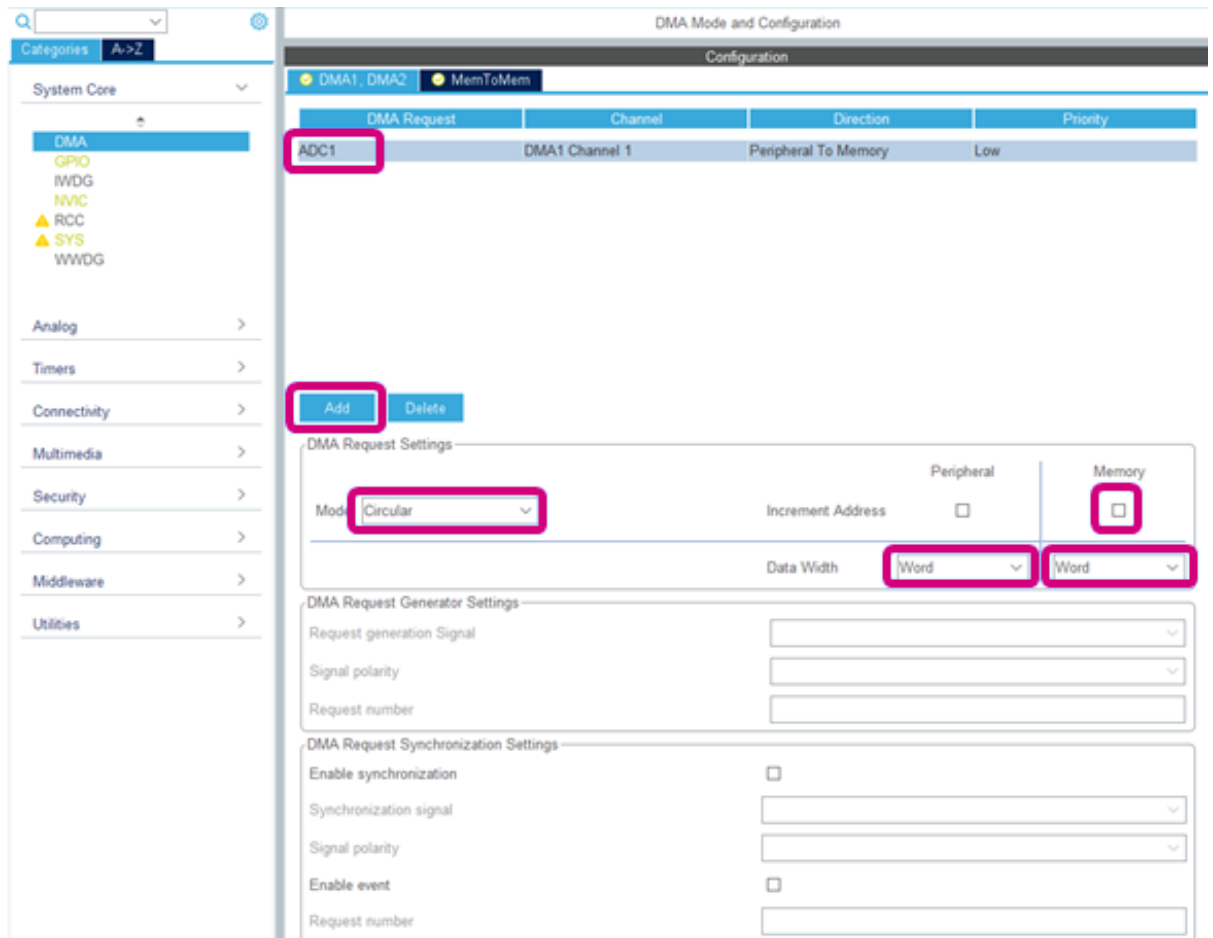 DMA Mode and Configuration
Categories A->Z
Configuration
DMA1, DMA2 MemToMem
System Core
DMA Request Channel Direction Priority
DMA
ADC1 DMA1 Channel 1 Peripheral To Memory Low
GPIO
IWDG
NVIC
RCC
SYS
WWDG
Analog
Timers
Connectivity
Multimedia
Security
Computing
Middleware
Utilities
Add Delete
DMA Request Settings
Peripheral Memory
Mode Circular Increment Address
Data Width Word Word
DMA Request Generator Settings
Request generation Signal
Signal polarity
Request number
DMA Request Synchronization Settings
Enable synchronization
Synchronization signal
Signal polarity
Enable event
Request number